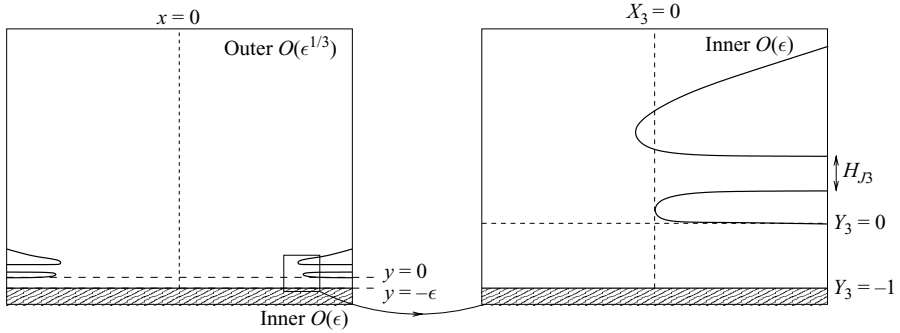 x = 0
Outer O(ϵ^{1/3})
y = 0
y = –ϵ
Inner O(ϵ)
X_3 = 0
Inner O(ϵ)
H_{J3}
Y_3 = 0
Y_3 = –1